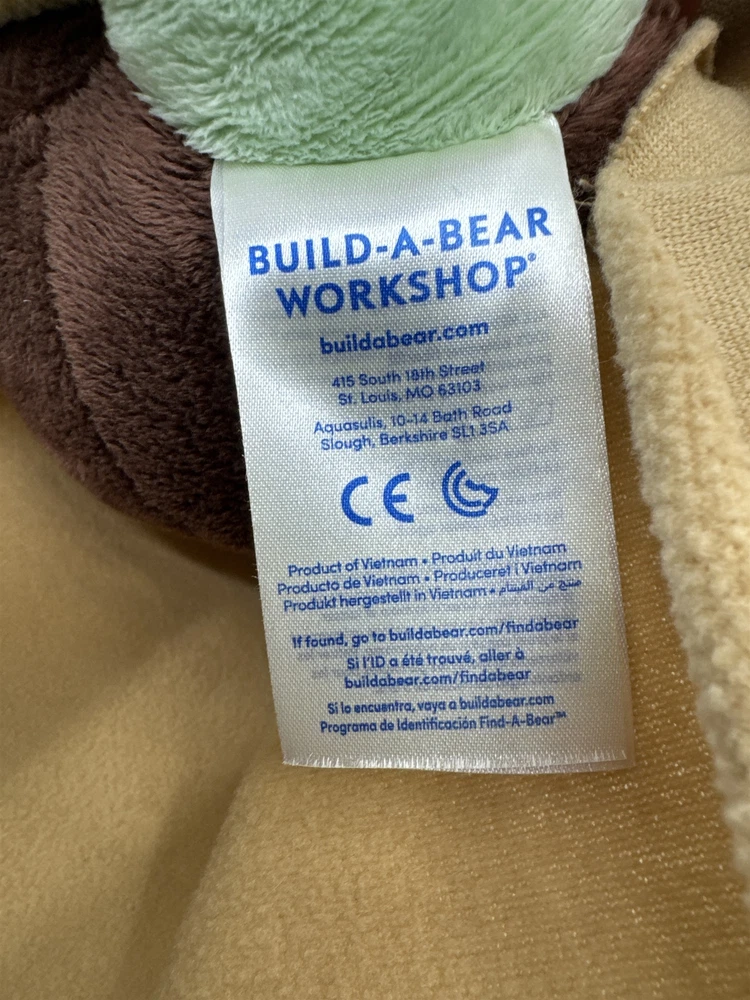 BUILD-A-BEAR
WORKSHOP®
buildabear.com
415 South 18th Street
St. Louis, MO 63103
Aquasulis, 10-14 Bath Road
Slough, Berkshire SL1 3SA
CE
Product of Vietnam • Produit du Vietnam
Producto de Vietnam • Produceret i Vietnam
Produkt hergestellt in Vietnam • صنع من الفيتنام
If found, go to buildabear.com/findabear
Si l'ID a été trouvé, aller à
buildabear.com/findabear
Si lo encuentra, vaya a buildabear.com
Programa de Identificación Find-A-Bear™